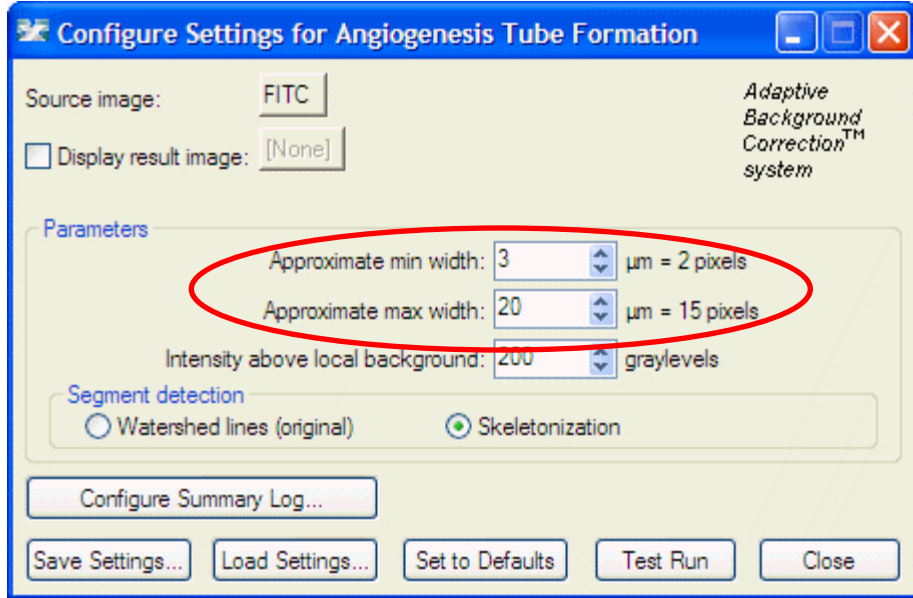 Configure Settings for Angiogenesis Tube Formation
Source image: FITC
Display result image: [None]
Adaptive
Background
Correction™
system
Parameters
Approximate min width: 3 µm = 2 pixels
Approximate max width: 20 µm = 15 pixels
Intensity above local background: 200 graylevels
Segment detection
Watershed lines (original) Skeletonization
Configure Summary Log...
Save Settings... Load Settings... Set to Defaults Test Run Close